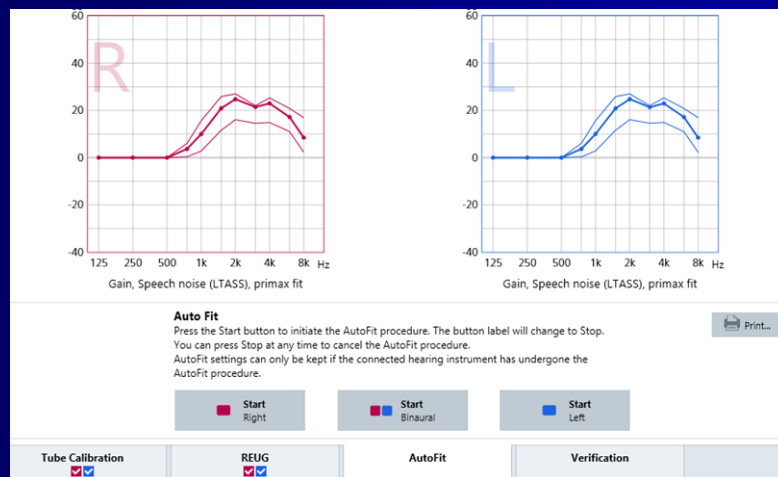 60
40
20
0
-20
-40
125 250 500 1k 2k 4k 8k Hz
R
Gain, Speech noise (LTASS), primax fit
60
40
20
0
-20
-40
125 250 500 1k 2k 4k 8k Hz
L
Gain, Speech noise (LTASS), primax fit
Auto Fit
Press the Start button to initiate the AutoFit procedure. The button label will change to Stop.
You can press Stop at any time to cancel the AutoFit procedure.
AutoFit settings can only be kept if the connected hearing instrument has undergone the
AutoFit procedure.
Print...
Start
Right
Start
Binaural
Start
Left
Tube Calibration
REUG
AutoFit
Verification